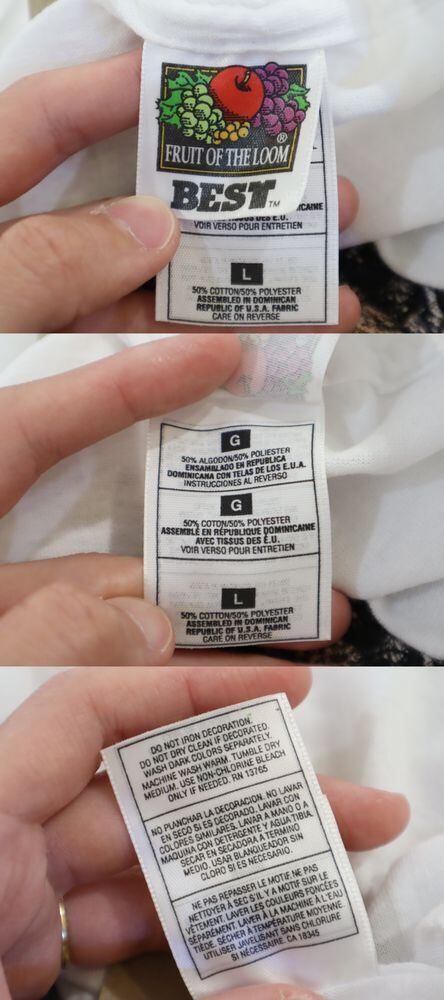 FRUIT OF THE LOOM
®
BEST™
CAINE
TISSUS DES É.U.
VOIR VERSO POUR ENTRETIEN
L
50% COTTON/50% POLYESTER
ASSEMBLED IN DOMINICAN
REPUBLIC OF U.S.A. FABRIC
CARE ON REVERSE
G
50% ALGODON/50% POLIESTER
ENSAMBLADO EN REPUBLICA
DOMINICANA CON TELAS DE LOS E.U.A.
INSTRUCCIONES AL REVERSO
G
50% COTON/50% POLYESTER
ASSEMBLÉ EN RÉPUBLIQUE DOMINICAINE
AVEC TISSUS DES É.U.
VOIR VERSO POUR ENTRETIEN
L
50% COTTON/50% POLYESTER
ASSEMBLED IN DOMINICAN
REPUBLIC OF U.S.A. FABRIC
CARE ON REVERSE
DO NOT IRON DECORATION.
DO NOT DRY CLEAN IF DECORATED.
WASH DARK COLORS SEPARATELY.
MACHINE WASH WARM. TUMBLE DRY
MEDIUM. USE NON-CHLORINE BLEACH
ONLY IF NEEDED. RN 13765
NO PLANCHAR LA DECORACION. NO LAVAR
EN SECO SI ES DECORADO. LAVAR CON
COLORES SIMILARES. LAVAR A MANO O A
MAQUINA CON DETERGENTE Y AGUA TIBIA.
SECAR EN SECADORA A TERMINO
MEDIO. USAR BLANQUEADOR SIN
CLORO SI ES NECESARIO.
NE PAS REPASSER LE MOTIF. NE PAS
NETTOYER À SEC S'IL Y A MOTIF SUR LE
VÊTEMENT. LAVER LES COULEURS FONCÉES
SÉPARÉMENT. LAVER À LA MACHINE À L'EAU
TIÈDE. SÉCHER À TEMPÉRATURE MOYENNE.
UTILISER JAVELISANT SANS CHLORURE
SI NÉCESSAIRE. CA 18345